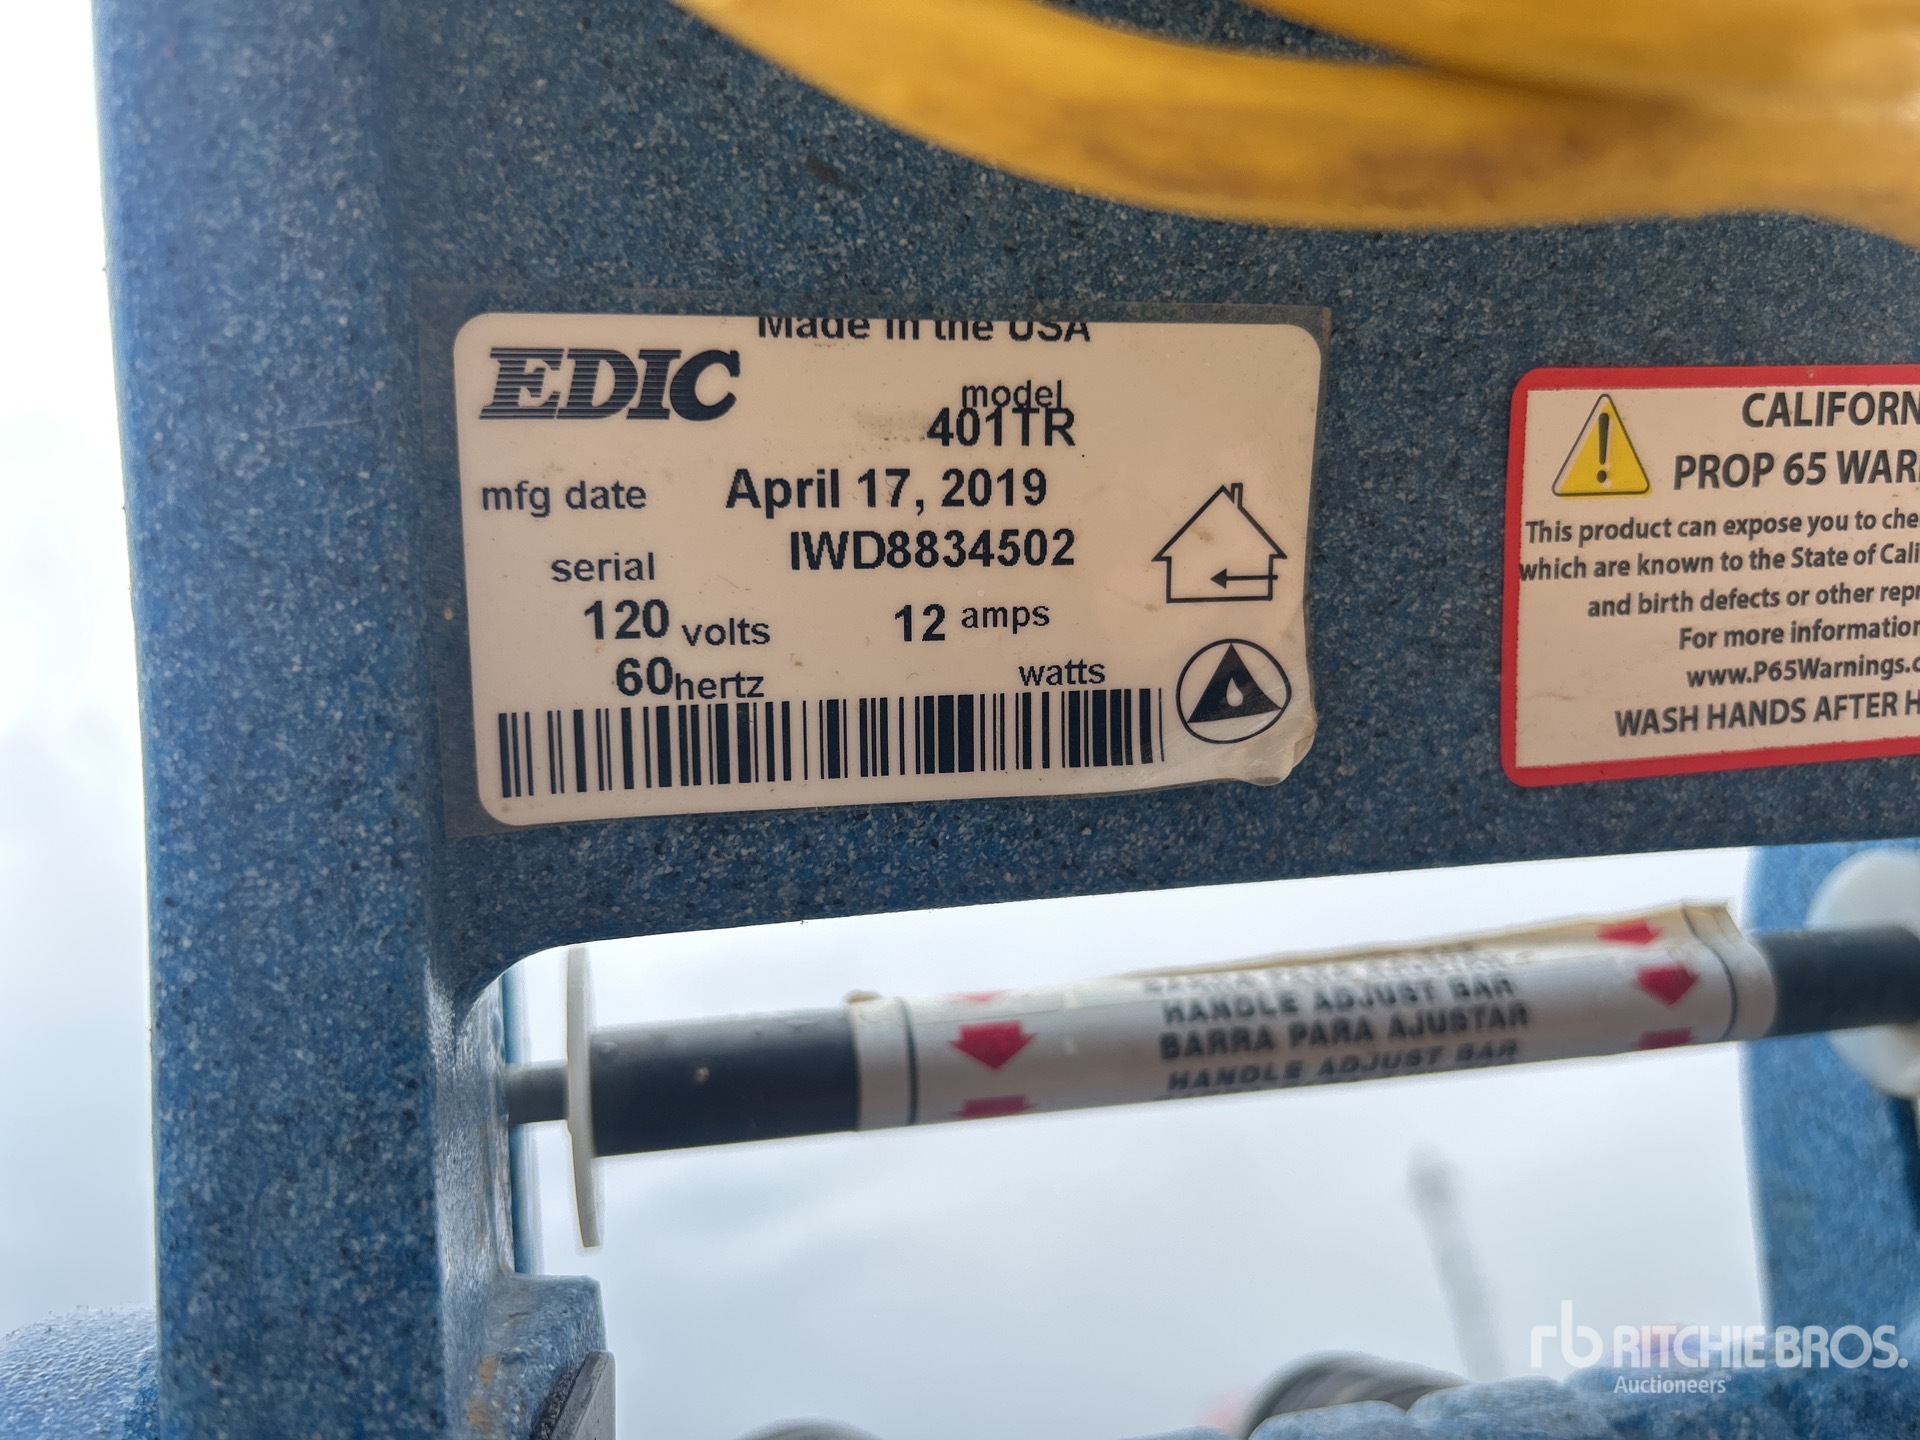 Made in the USA
EDIC
model
401TR
mfg date April 17, 2019
serial IWD8834502
120 volts 12 amps
60 hertz watts
CALIFORN
PROP 65 WAR
This product can expose you to che
which are known to the State of Cali
and birth defects or other repr
For more information
www.P65Warnings.c
WASH HANDS AFTER H
HANDLE ADJUST BAR
BARRA PARA AJUSTAR
HANDLE ADJUST BAR
rb RITCHIE BROS.
Auctioneers